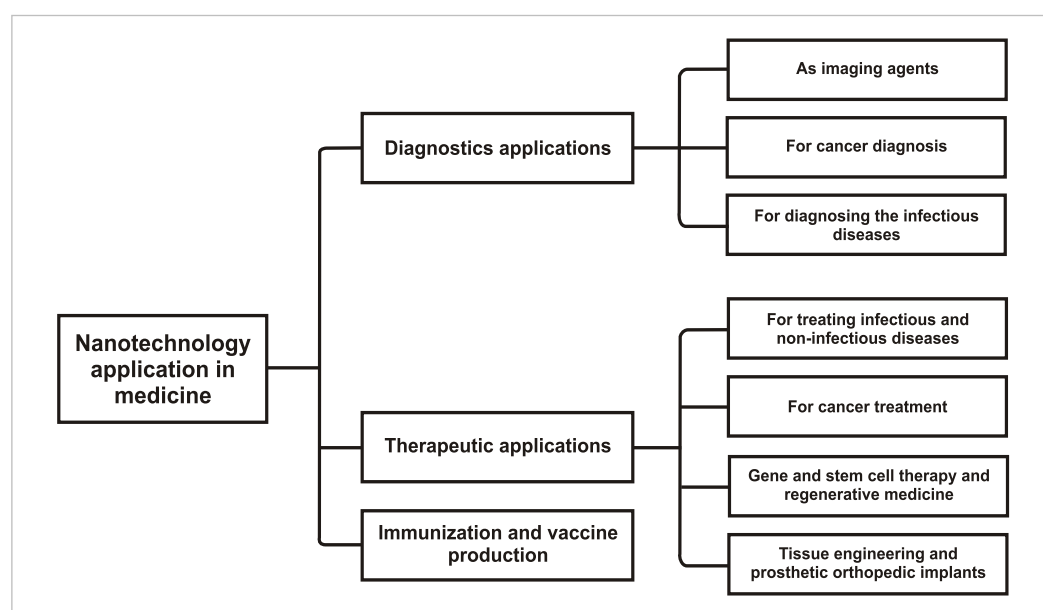 Nanotechnology
application in
medicine
Diagnostics applications
As imaging agents
For cancer diagnosis
For diagnosing the infectious
diseases
Therapeutic applications
For treating infectious and
non-infectious diseases
For cancer treatment
Gene and stem cell therapy and
regenerative medicine
Tissue engineering and
prosthetic orthopedic implants
Immunization and vaccine
production